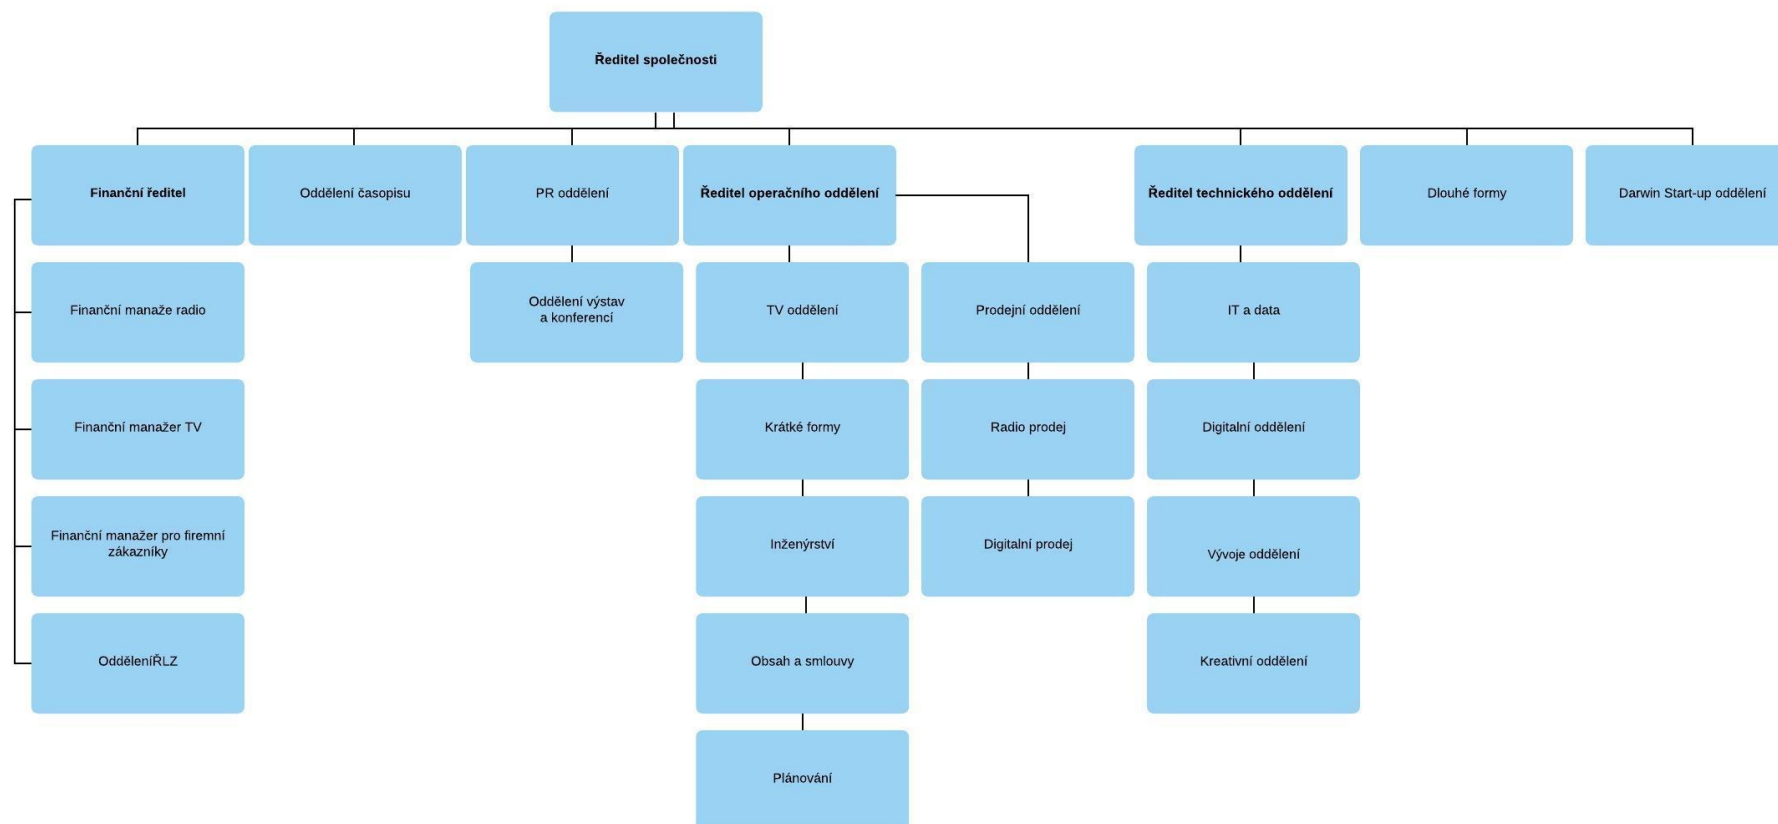 Ředitel společnosti
Finanční ředitel
Oddělení časopisu
PR oddělení
Ředitel operačního oddělení
Ředitel technického oddělení
Dlouhé formy
Darwin Start-up oddělení
Finanční manaže radio
Oddělení výstav
a konferencí
TV oddělení
Prodejní oddělení
IT a data
Finanční manažer TV
Krátké formy
Radio prodej
Digitalní oddělení
Finanční manažer pro firemní
zákazníky
Inženýrství
Digitalní prodej
Vývoje oddělení
OdděleníŘLZ
Obsah a smlouvy
Kreativní oddělení
Plánování